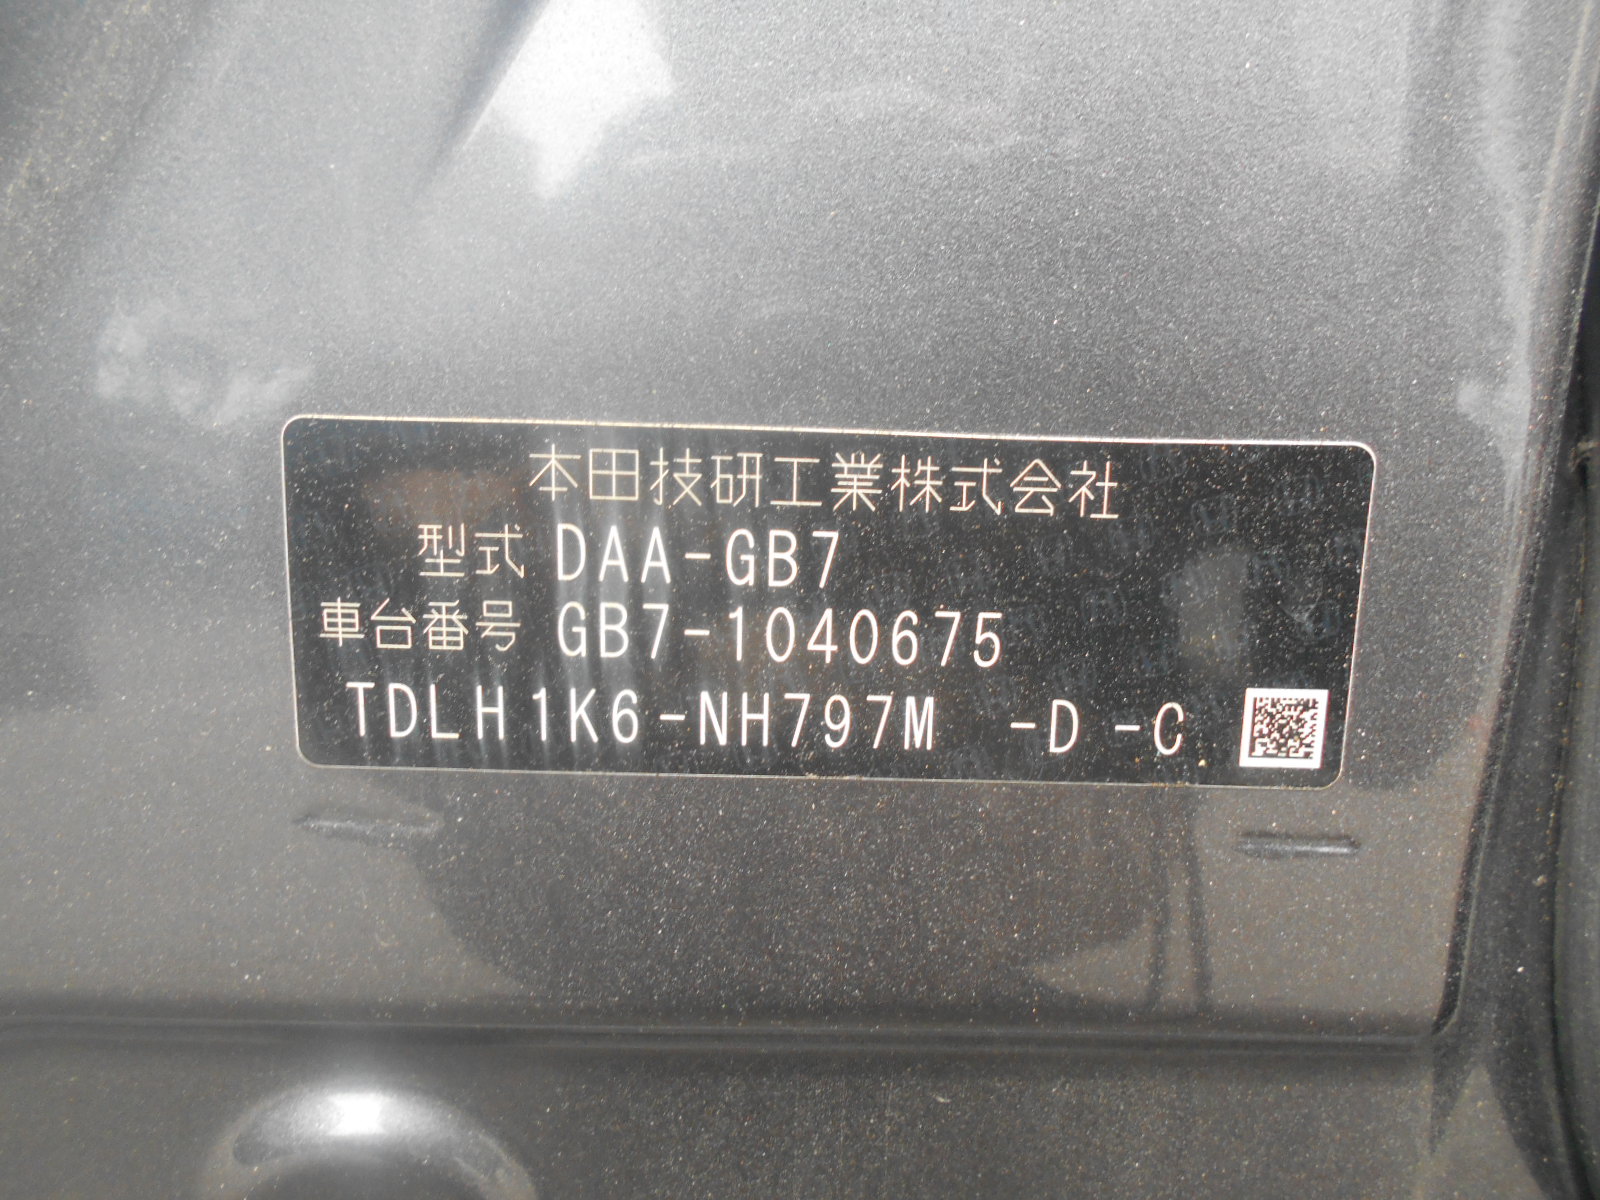 本田技研工業株式会社
型式 DAA-GB7
車台番号 GB7-1040675
TDLH1K6-NH797M -D -C